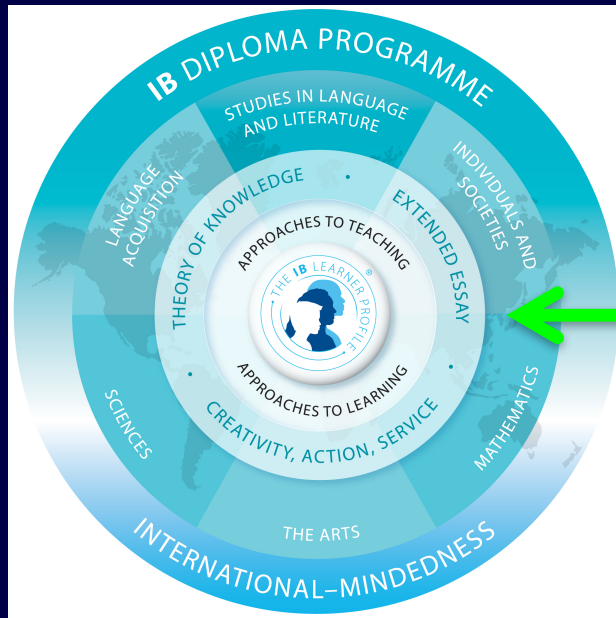 IB DIPLOMA PROGRAMME
STUDIES IN LANGUAGE
AND LITERATURE
LANGUAGE
ACQUISITION
INDIVIDUALS AND
SOCIETIES
THEORY OF KNOWLEDGE
EXTENDED ESSAY
APPROACHES TO TEACHING
THE IB LEARNER PROFILE ®
APPROACHES TO LEARNING
CREATIVITY, ACTION, SERVICE
SCIENCES
MATHEMATICS
THE ARTS
INTERNATIONAL–MINDEDNESS